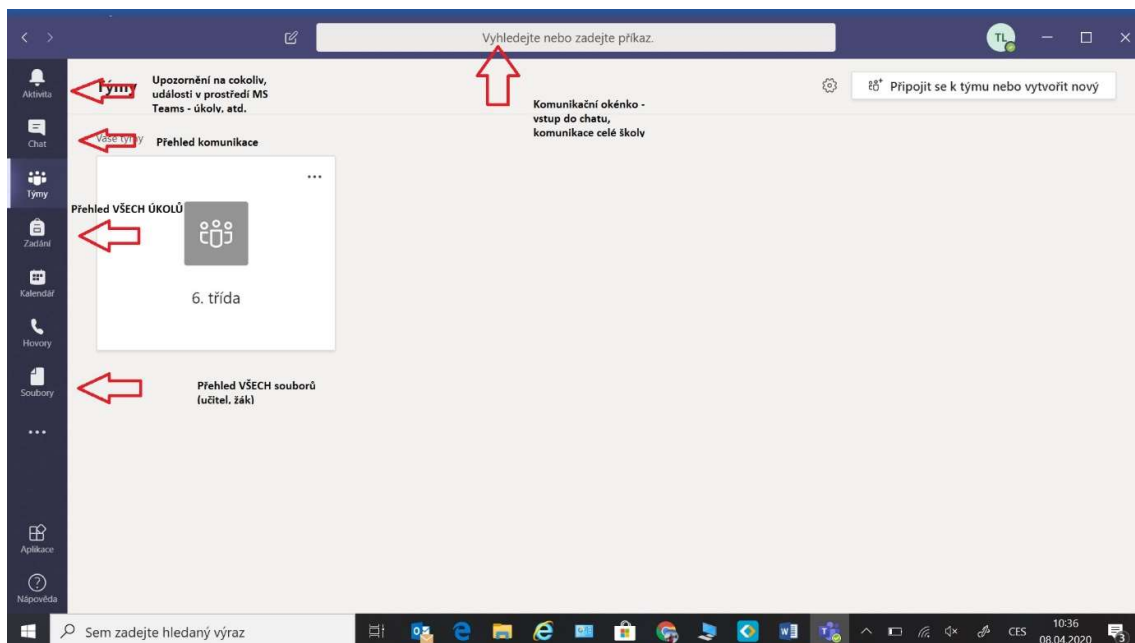 Vyhledejte nebo zadejte příkaz.
TL
Aktivita
Týmy
Upozornění na cokoliv,
události v prostředí MS
Teams - úkoly, atd.
Připojit se k týmu nebo vytvořit nový
Komunikační okénko -
vstup do chatu,
komunikace celé školy
Chat
Vaše týmy
Přehled komunikace
Týmy
Přehled VŠECH ÚKOLŮ
Zadání
6. třída
Kalendář
Hovory
Soubory
Přehled VŠECH souborů
(učitel, žák)
Aplikace
Nápověda
Sem zadejte hledaný výraz
CES
10:36
08.04.2020
3